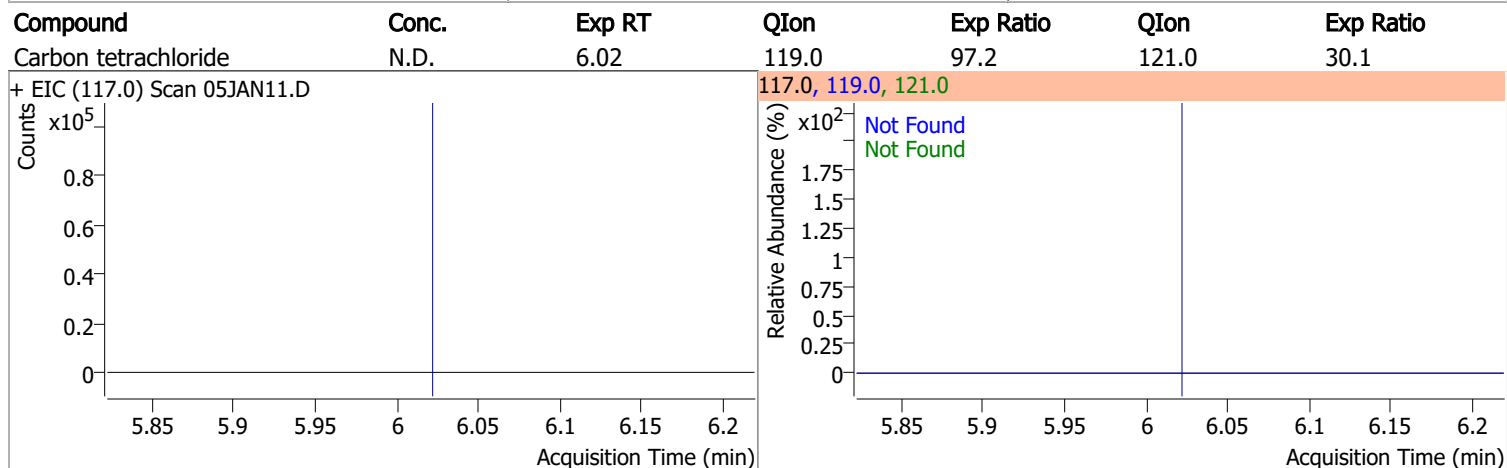 Compound Conc. Exp RT QIon Exp Ratio QIon Exp Ratio
Carbon tetrachloride N.D. 6.02 119.0 97.2 121.0 30.1
+ EIC (117.0) Scan 05JAN11.D
Counts
x10⁵
0.8
0.6
0.4
0.2
0
5.85 5.9 5.95 6 6.05 6.1 6.15 6.2
Acquisition Time (min)
117.0, 119.0, 121.0
Relative Abundance (%)
x10²
Not Found
Not Found
1.75
1.5
1.25
1
0.75
0.5
0.25
0
5.85 5.9 5.95 6 6.05 6.1 6.15 6.2
Acquisition Time (min)